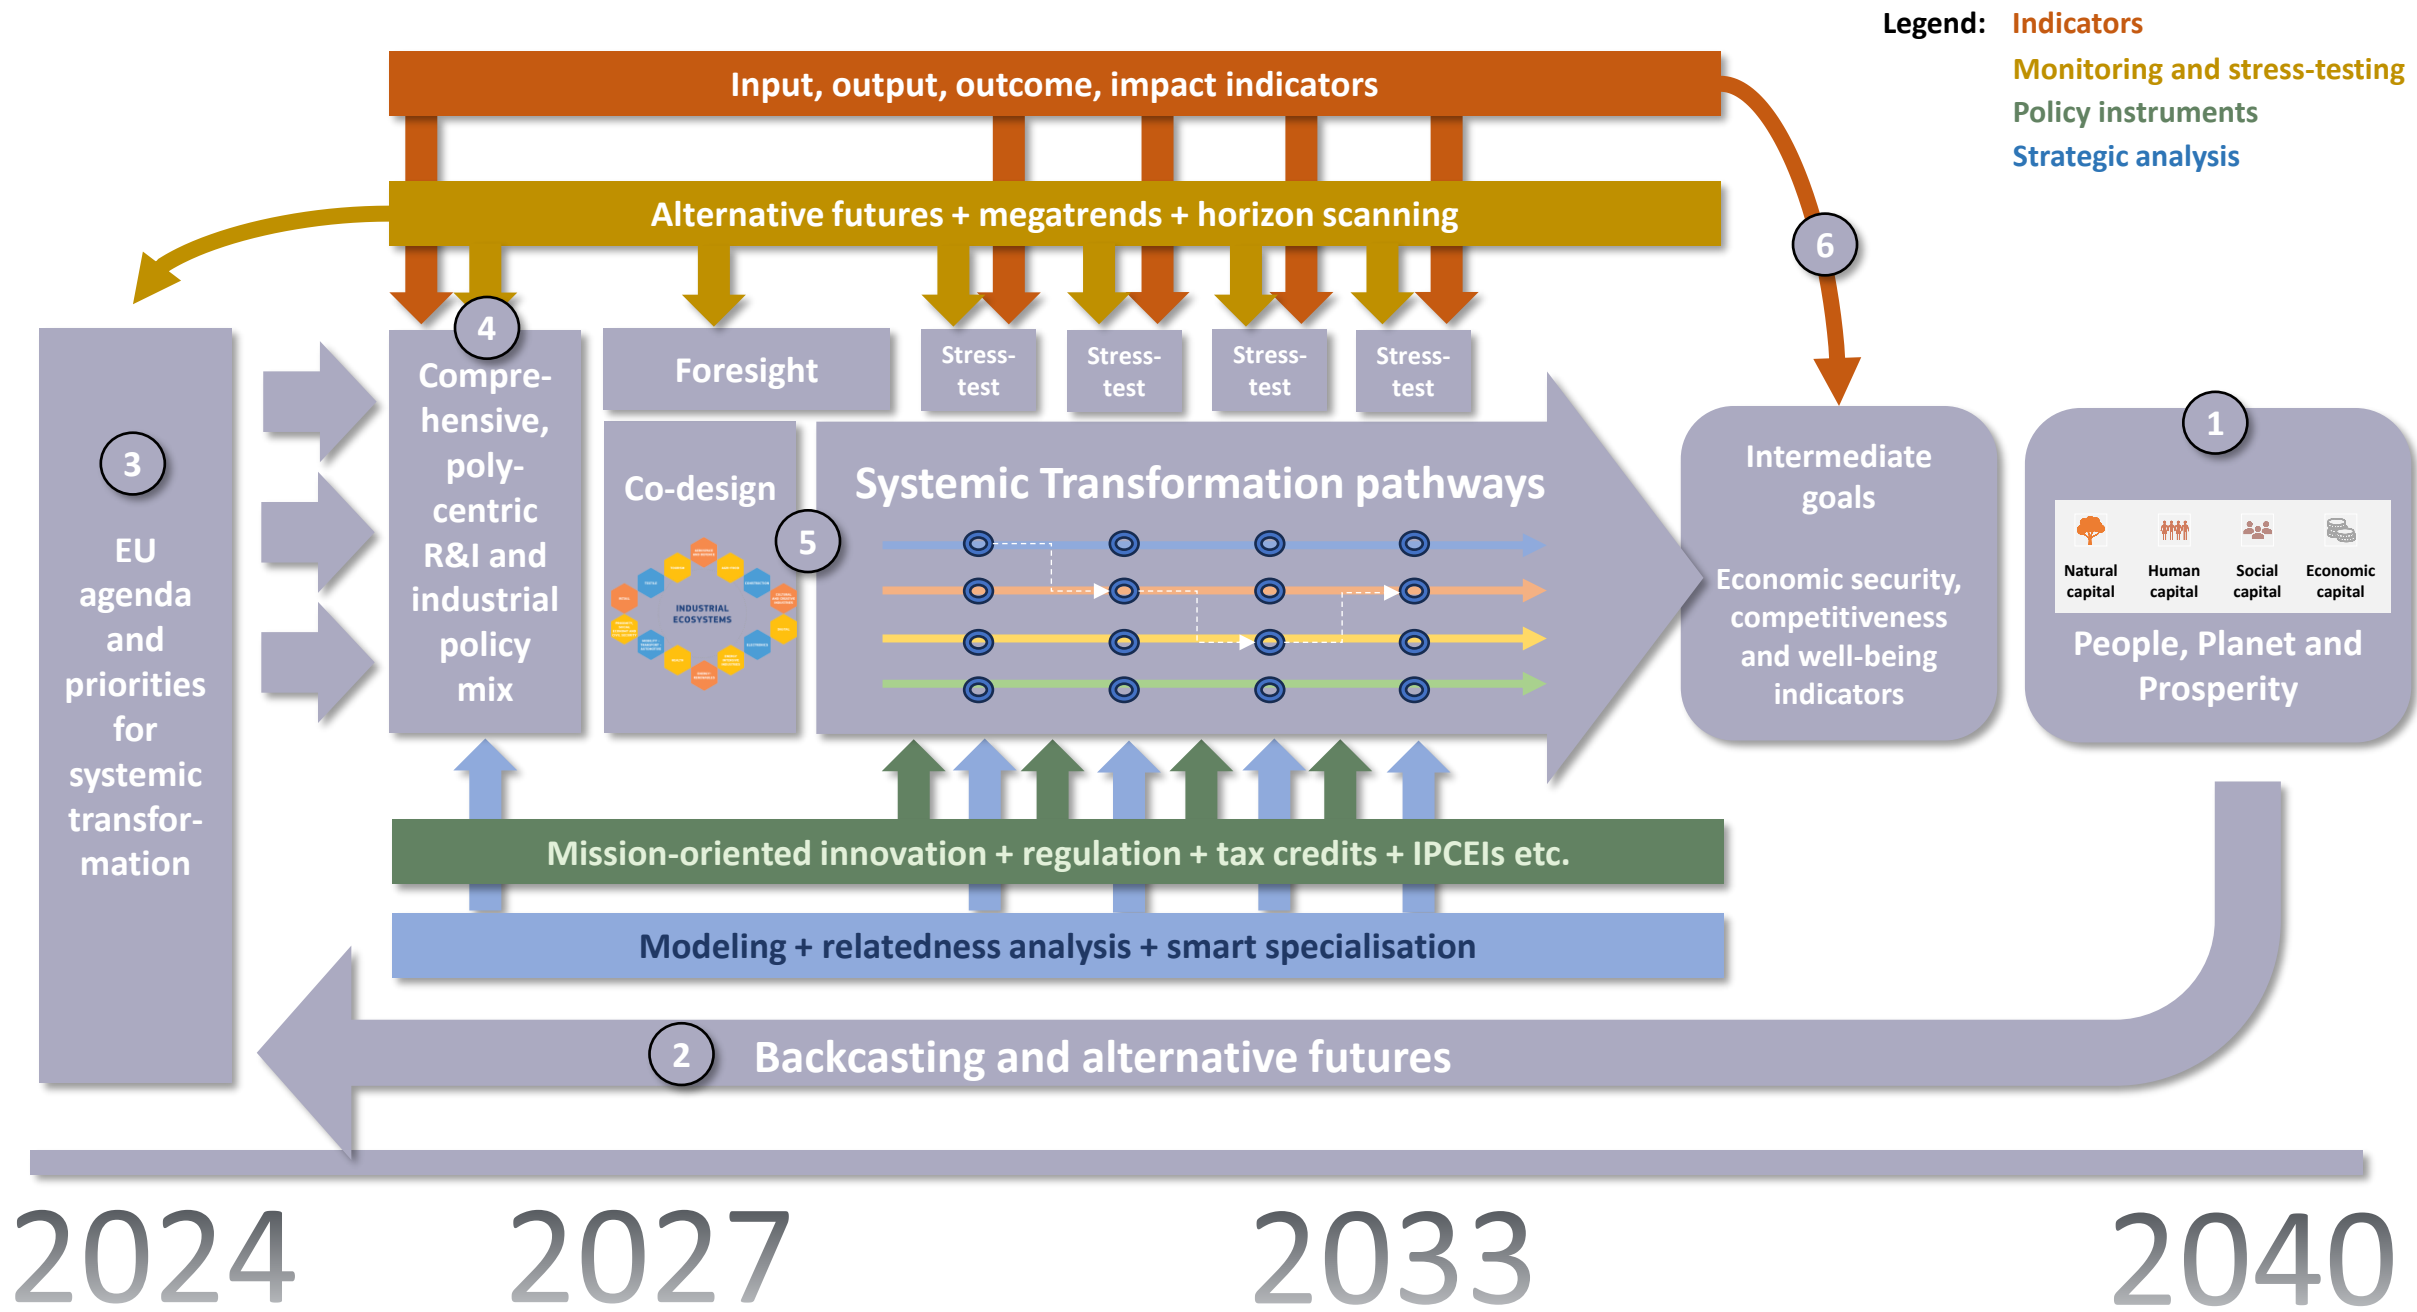 Legend: Indicators
Monitoring and stress-testing
Policy instruments
Strategic analysis
Input, output, outcome, impact indicators
Alternative futures + megatrends + horizon scanning
6
3
EU
agenda
and
priorities
for
systemic
transfor-
mation
4
Compre-
hensive,
poly-
centric
R&I and
industrial
policy
mix
Foresight
Stress-
test
Stress-
test
Stress-
test
Stress-
test
Co-design
INDUSTRIAL
ECOSYSTEMS
5
Systemic Transformation pathways
Intermediate
goals
Economic security,
competitiveness
and well-being
indicators
1
Natural
capital
Human
capital
Social
capital
Economic
capital
People, Planet and
Prosperity
Mission-oriented innovation + regulation + tax credits + IPCEIs etc.
Modeling + relatedness analysis + smart specialisation
2 Backcasting and alternative futures
2024 2027 2033 2040